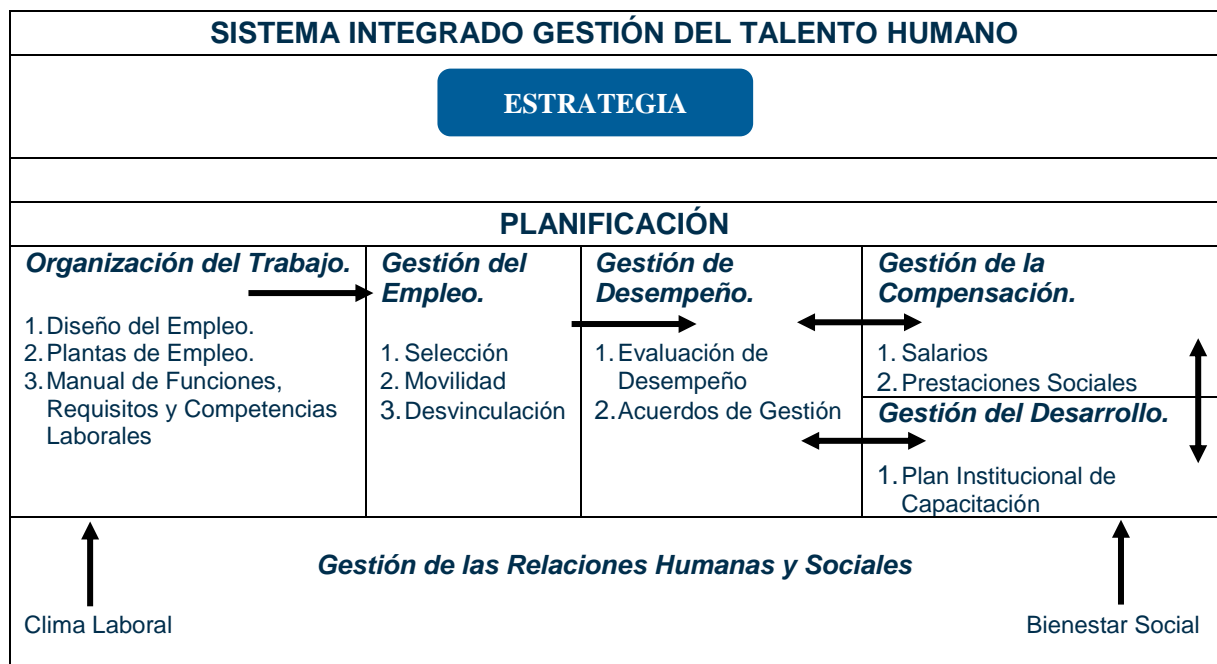 SISTEMA INTEGRADO GESTIÓN DEL TALENTO HUMANO
ESTRATEGIA
PLANIFICACIÓN
Organización del Trabajo.
1. Diseño del Empleo.
2. Plantas de Empleo.
3. Manual de Funciones,
Requisitos y Competencias
Laborales
Gestión del
Empleo.
1. Selección
2. Movilidad
3. Desvinculación
Gestión de
Desempeño.
1. Evaluación de
Desempeño
2. Acuerdos de Gestión
Gestión de la
Compensación.
1. Salarios
2. Prestaciones Sociales
Gestión del Desarrollo.
1. Plan Institucional de
Capacitación
Gestión de las Relaciones Humanas y Sociales
Clima Laboral
Bienestar Social